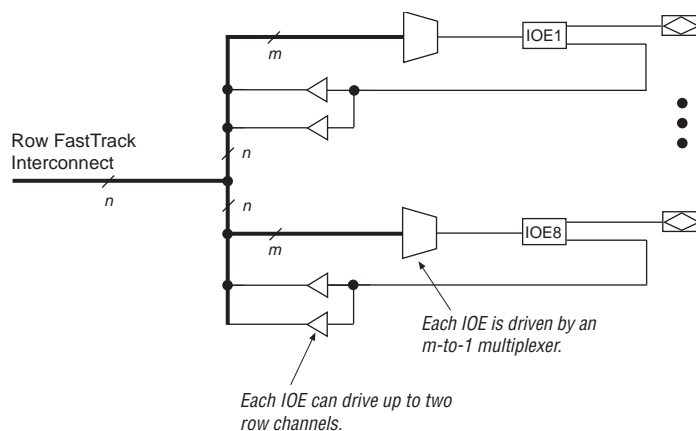 m
IOE1
n
Row FastTrack
Interconnect
n
n
m
IOE8
Each IOE is driven by an
m-to-1 multiplexer.
Each IOE can drive up to two
row channels.